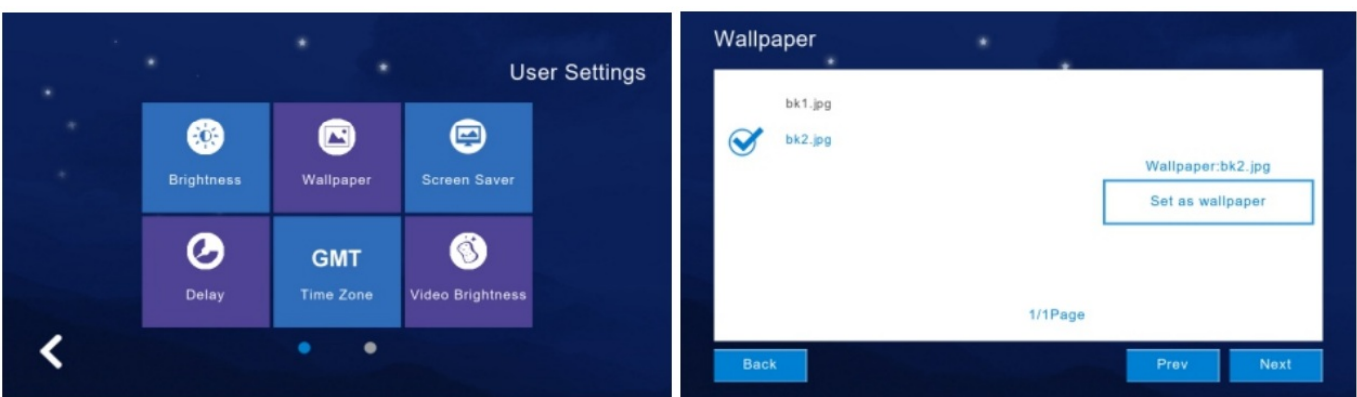 User Settings
Brightness
Wallpaper
Screen Saver
Delay
GMT
Time Zone
Video Brightness
Wallpaper
bk1.jpg
bk2.jpg
Wallpaper:bk2.jpg
Set as wallpaper
1/1Page
Back
Prev
Next